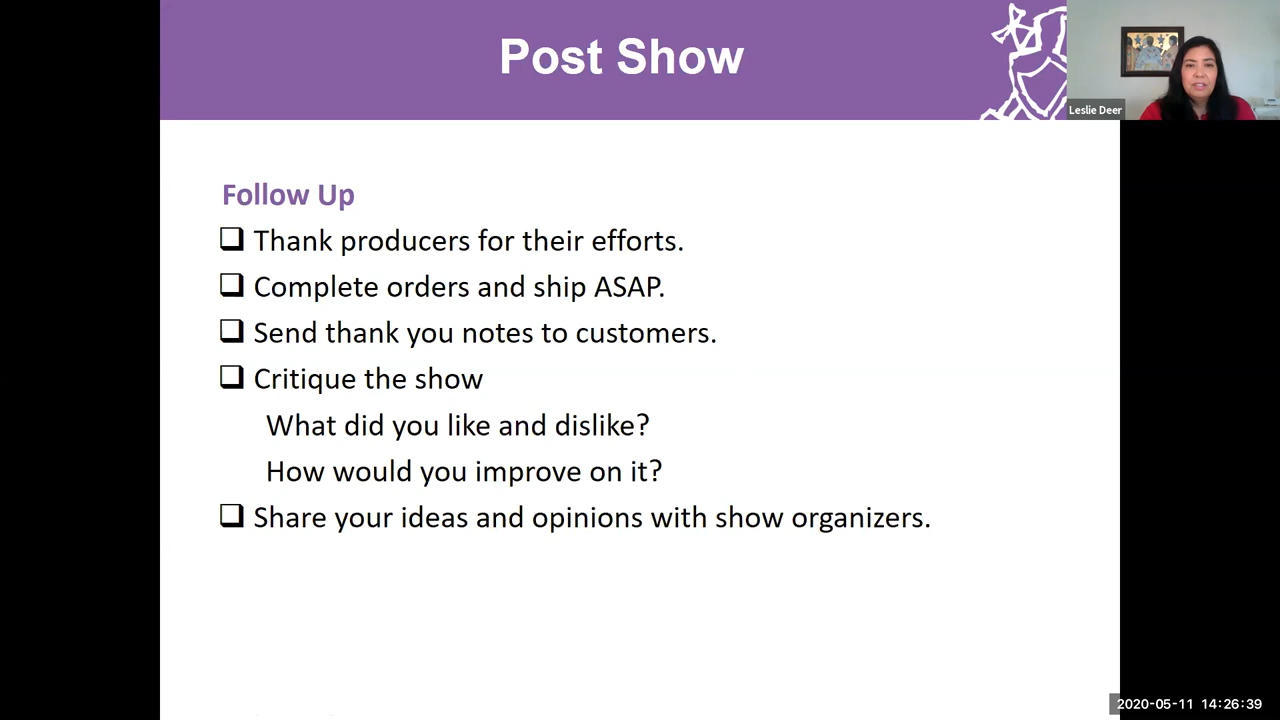 Post Show
Leslie Deer
Follow Up
Thank producers for their efforts.
Complete orders and ship ASAP.
Send thank you notes to customers.
Critique the show
What did you like and dislike?
How would you improve on it?
Share your ideas and opinions with show organizers.
2020-05-11 14:26:39